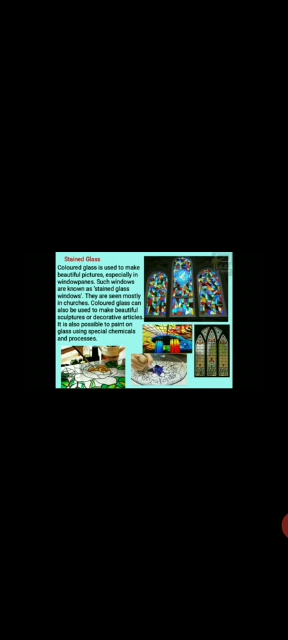 Stained Glass
Coloured glass is used to make
beautiful pictures, especially in
windowpanes. Such windows
are known as 'stained glass
windows'. They are seen mostly
in churches. Coloured glass can
also be used to make beautiful
sculptures or decorative articles.
It is also possible to paint on
glass using special chemicals
and processes.